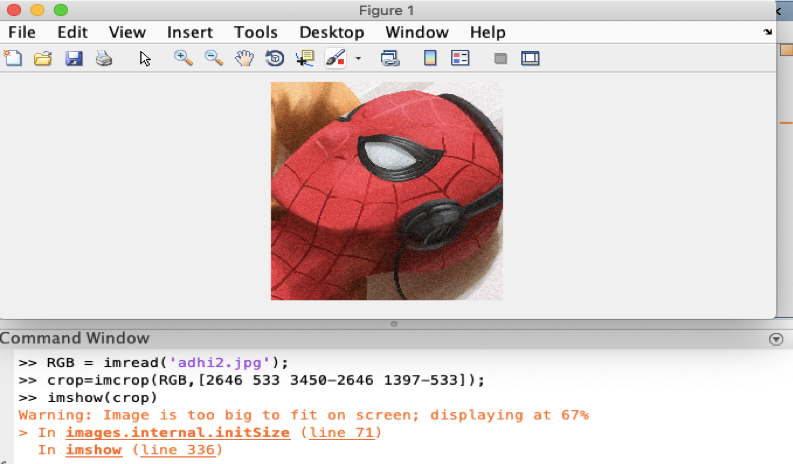 Figure 1
File Edit View Insert Tools Desktop Window Help
Command Window
>> RGB = imread('adhi2.jpg');
>> crop=imcrop(RGB,[2646 533 3450-2646 1397-533]);
>> imshow(crop)
Warning: Image is too big to fit on screen; displaying at 67%
> In images.internal.initSize (line 71)
In imshow (line 336)